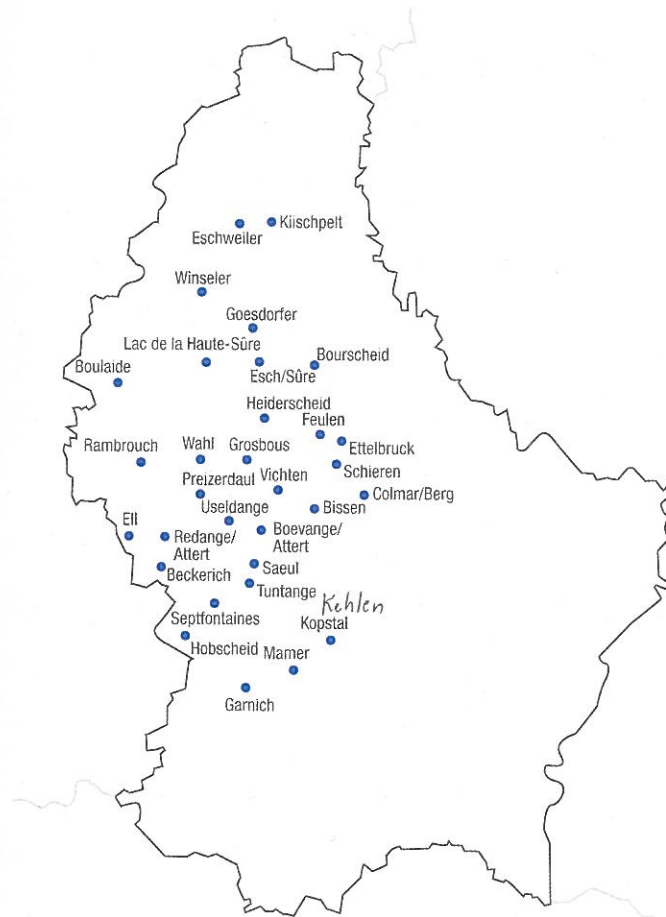 Eschweiler
Kiischpelt
Winseler
Goesdorfer
Lac de la Haute-Sûre
Esch/Sûre
Bourscheid
Boulaide
Heiderscheid
Feulen
Ettelbruck
Rambrouch
Wahl
Grosbous
Schieren
Preizerdaul
Vichten
Colmar/Berg
Useldange
Bissen
Ell
Redange/
Attert
Boevange/
Attert
Beckerich
Saeul
Tuntange
Kehlen
Septfontaines
Kopstal
Hobscheid
Mamer
Garnich